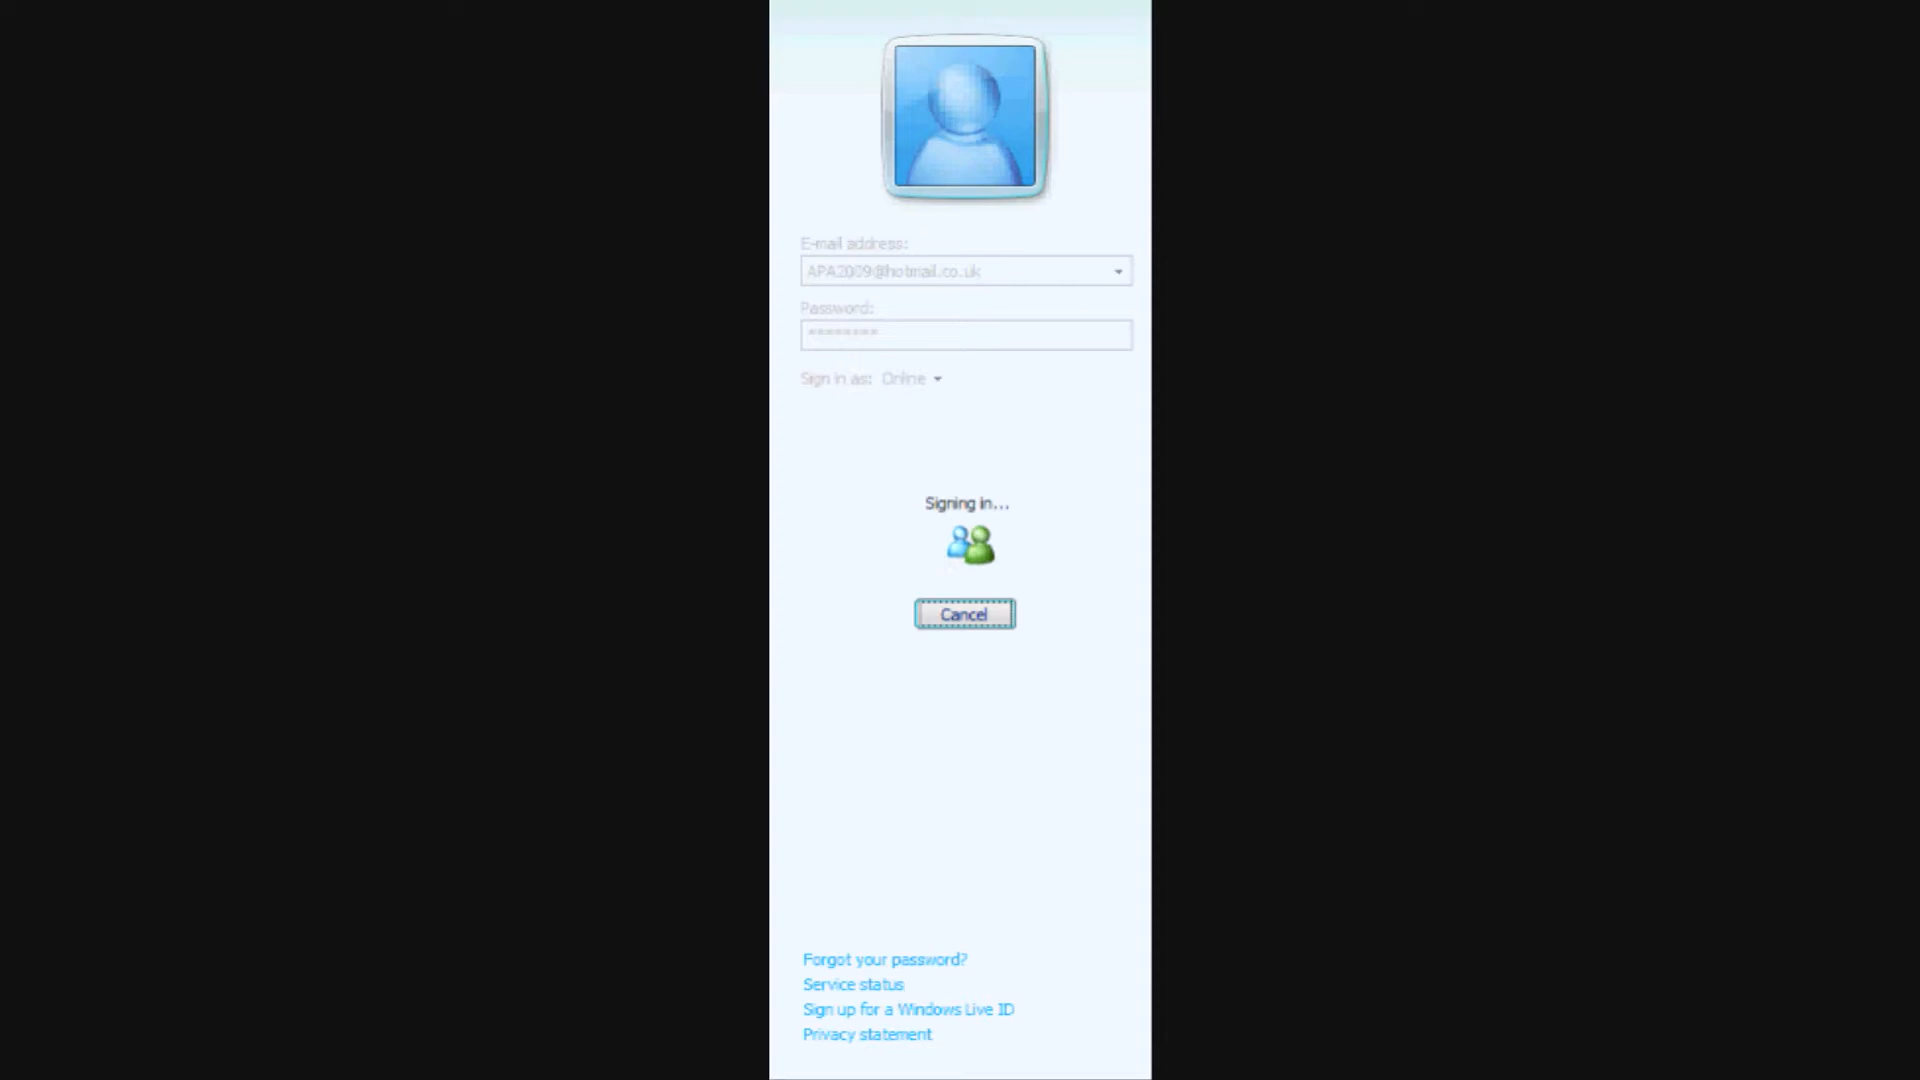 E-mail address:
APA2009@hotmail.co.uk
Password:
********
Sign in as: Online
Signing in...
Cancel
Forgot your password?
Service status
Sign up for a Windows Live ID
Privacy statement